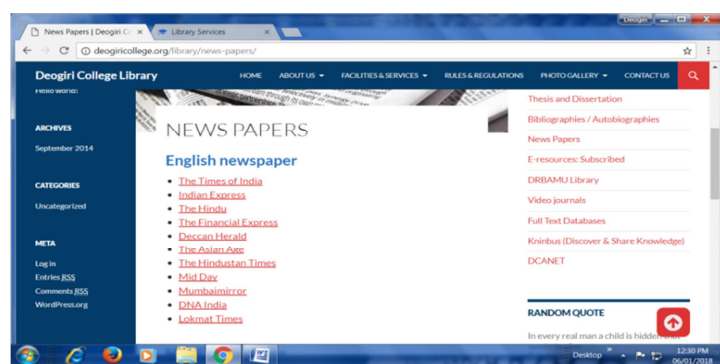 Deogiri
News Papers | Deogiri Co
Library Services
deogiricollege.org/library/news-papers/
Deogiri College Library
HOME
ABOUT US
FACILITIES & SERVICES
RULES & REGULATIONS
PHOTO GALLERY
CONTACT US
Hello world!
ARCHIVES
September 2014
CATEGORIES
Uncategorized
META
Log in
Entries RSS
Comments RSS
WordPress.org
NEWS PAPERS
English newspaper
The Times of India
Indian Express
The Hindu
The Financial Express
Deccan Herald
The Asian Age
The Hindustan Times
Mid Day
Mumbaimirror
DNA India
Lokmat Times
Thesis and Dissertation
Bibliographies / Autobiographies
News Papers
E-resources: Subscribed
DRBAMU Library
Video journals
Full Text Databases
Kninbus (Discover & Share Knowledge)
DCANET
RANDOM QUOTE
In every real man a child is hidden that
Desktop
12:30 PM
06/01/2018